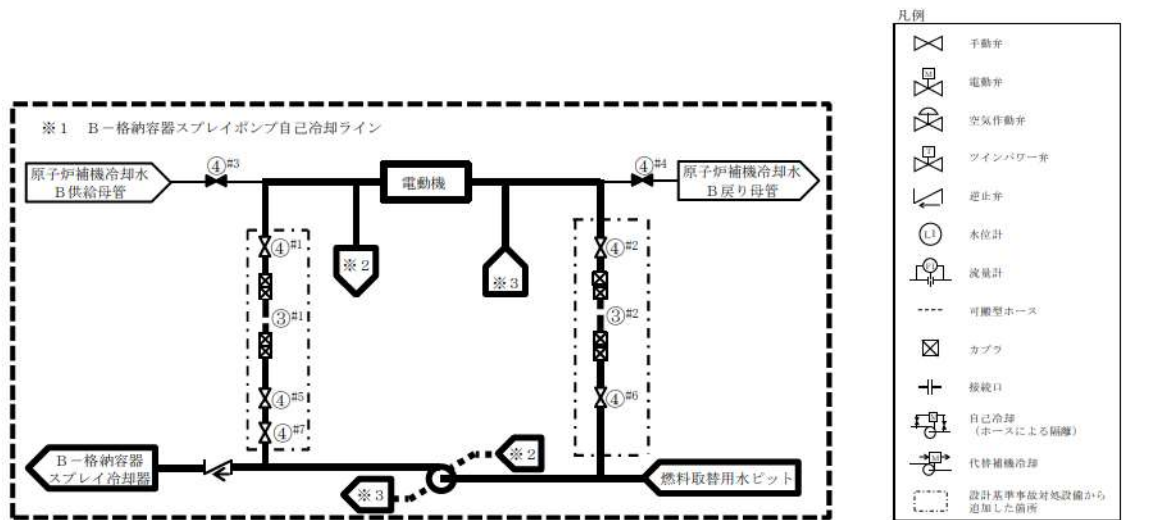 ※1 B－格納容器スプレイポンプ自己冷却ライン
原子炉補機冷却水
B供給母管
④#3
電動機
④#4
原子炉補機冷却水
B戻り母管
④#1
※2
※3
④#2
③#1
③#2
④#5
④#6
④#7
B－格納容器
スプレイ冷却器
※2
※3
燃料取替用水ピット
凡例
手動弁
M
電動弁
空気作動弁
T
ツインパワー弁
逆止弁
水位計
FI
流量計
可搬型ホース
カプラ
接続口
M
自己冷却
（ホースによる隔離）
M
代替補機冷却
設計基準事故対処設備から
追加した箇所